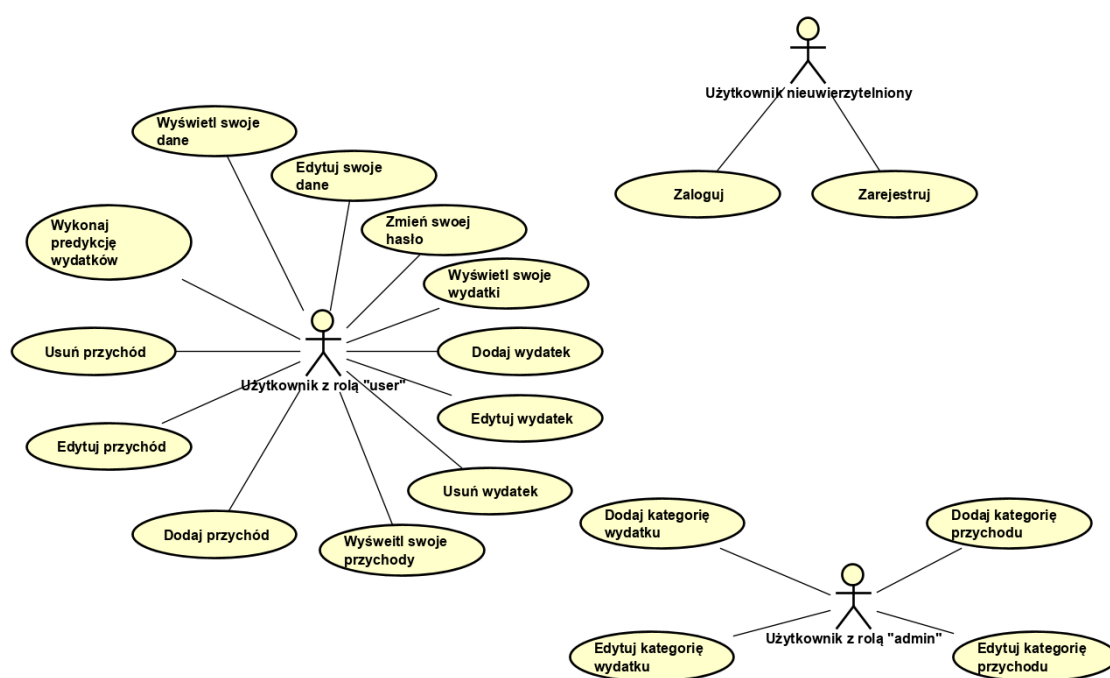 Użytkownik nieuwierzytelniony
Zaloguj
Zarejestruj
Wyświetl swoje
dane
Edytuj swoje
dane
Wykonaj
predykcję
wydatków
Zmień swoej
hasło
Wyświetl swoje
wydatki
Usuń przychód
Dodaj wydatek
Użytkownik z rolą "user"
Edytuj wydatek
Edytuj przychód
Usuń wydatek
Dodaj przychód
Wyśweitl swoje
przychody
Dodaj kategorię
wydatku
Dodaj kategorię
przychodu
Użytkownik z rolą "admin"
Edytuj kategorię
wydatku
Edytuj kategorię
przychodu